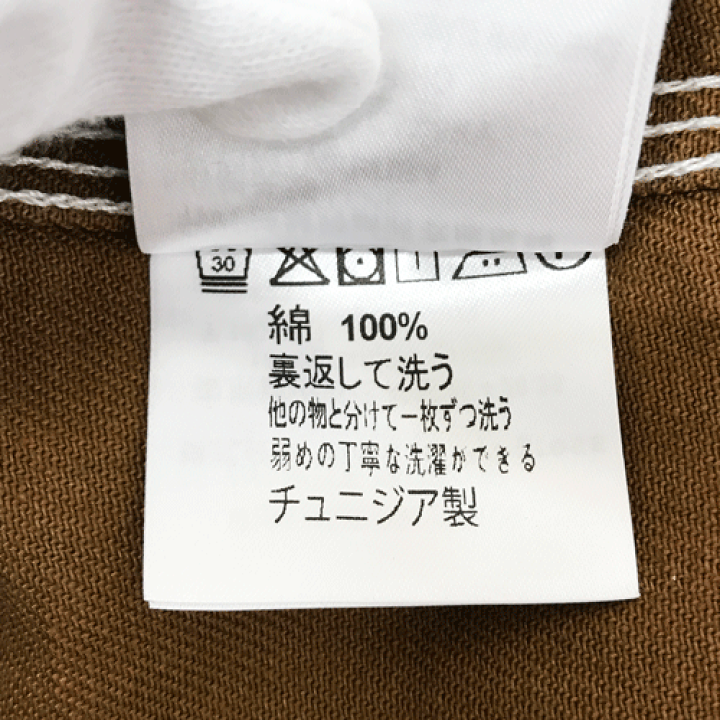 30
綿 100%
裏返して洗う
他の物と分けて一枚ずつ洗う
弱めの丁寧な洗濯ができる
チュニジア製